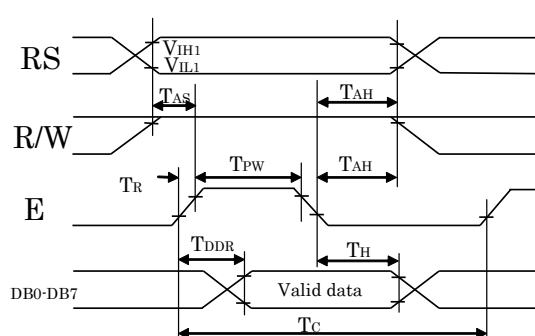 RS
VIH1
VIL1
TAS
TAH
R/W
TPW
TAH
TR
E
TDDR
TH
DB0-DB7
Valid data
TC